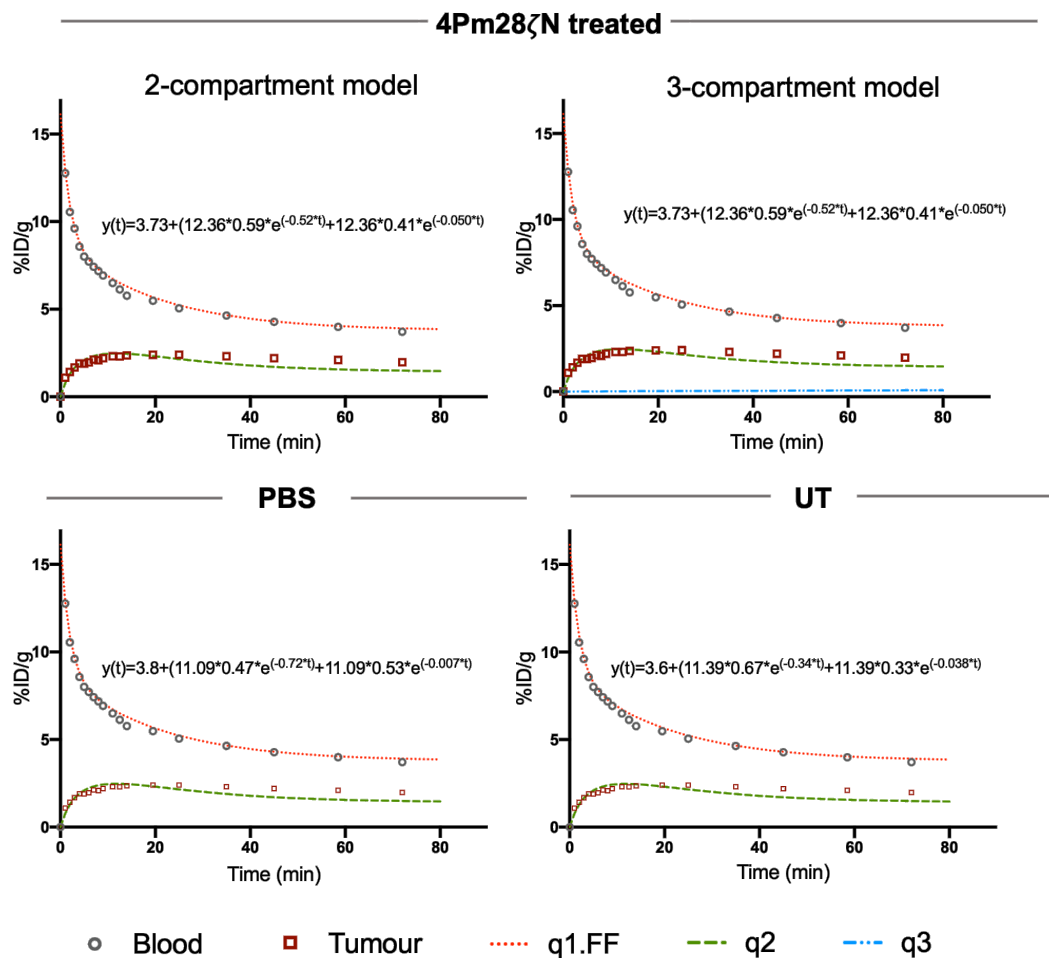 4Pm28ζN treated
2-compartment model
%ID/g
15
10
5
0
y(t)=3.73+(12.36*0.59*e(-0.52*t)+12.36*0.41*e(-0.050*t)
0 20 40 60 80
Time (min)
3-compartment model
%ID/g
15
10
5
0
y(t)=3.73+(12.36*0.59*e(-0.52*t)+12.36*0.41*e(-0.050*t)
0 20 40 60 80
Time (min)
PBS
%ID/g
15
10
5
0
y(t)=3.8+(11.09*0.47*e(-0.72*t)+11.09*0.53*e(-0.007*t)
0 20 40 60 80
Time (min)
UT
%ID/g
15
10
5
0
y(t)=3.6+(11.39*0.67*e(-0.34*t)+11.39*0.33*e(-0.038*t)
0 20 40 60 80
Time (min)
Blood Tumour q1.FF q2 q3